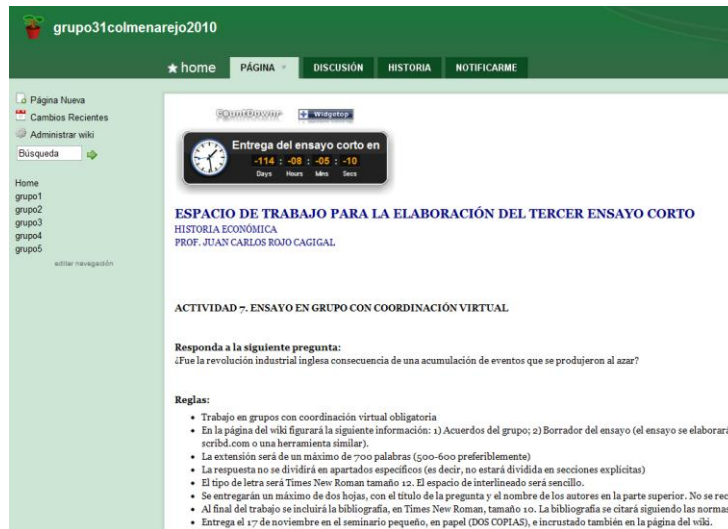 grupo31colmenarejo2010
home PÁGINA DISCUSIÓN HISTORIA NOTIFICARME
Página Nueva
Cambios Recientes
Administrar wiki
Búsqueda
Home
grupo1
grupo2
grupo3
grupo4
grupo5
editar navegación
Widgetop
Entrega del ensayo corto en
-114 : -08 : -05 : -10
Days Hours Mins Secs
ESPACIO DE TRABAJO PARA LA ELABORACIÓN DEL TERCER ENSAYO CORTO
HISTORIA ECONÓMICA
PROF. JUAN CARLOS ROJO CAGIGAL
ACTIVIDAD 7. ENSAYO EN GRUPO CON COORDINACIÓN VIRTUAL
Responda a la siguiente pregunta:
¿Fue la revolución industrial inglesa consecuencia de una acumulación de eventos que se produjeron al azar?
Reglas:
Trabajo en grupos con coordinación virtual obligatoria
En la página del wiki figurará la siguiente información: 1) Acuerdos del grupo; 2) Borrador del ensayo (el ensayo se elaborará
scribd.com o una herramienta similar).
La extensión será de un máximo de 700 palabras (500-600 preferiblemente)
La respuesta no se dividirá en apartados específicos (es decir, no estará dividida en secciones explícitas)
El tipo de letra será Times New Roman tamaño 12. El espacio de interlineado será sencillo.
Se entregarán un máximo de dos hojas, con el título de la pregunta y el nombre de los autores en la parte superior. No se rec
Al final del trabajo se incluirá la bibliografía, en Times New Roman, tamaño 10. La bibliografía se citará siguiendo las norma
Entrega el 17 de noviembre en el seminario pequeño, en papel (DOS COPIAS), e incrustado también en la página del wiki.